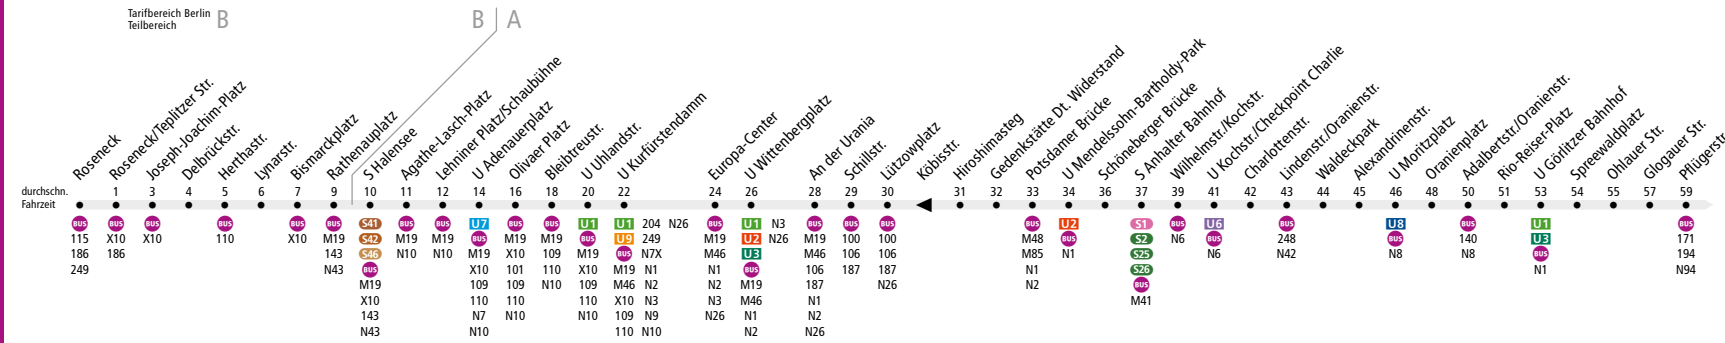 Tarifbereich Berlin
Teilbereich
B
B
A
Roseneck
Roseneck/Teplitzer Str.
Joseph-Joachim-Platz
Delbrückstr.
Herthastr.
Lynarstr.
Bismarckplatz
Rathenauplatz
S Halensee
Agathe-Lasch-Platz
Lehniner Platz/Schaubühne
U Adenauerplatz
Olivaer Platz
Bleibtreustr.
U Uhlandstr.
U Kurfürstendamm
Europa-Center
U Wittenbergplatz
An der Urania
Schillstr.
Lützowplatz
Köbisstr.
Hiroshimasteg
Gedenkstätte Dt. Widerstand
Potsdamer Brücke
U Mendelssohn-Bartholdy-Park
Schöneberger Brücke
S Anhalter Bahnhof
Wilhelmstr./Kochstr.
U Kochstr./Checkpoint Charlie
Charlottenstr.
Lindenstr./Oranienstr.
Waldeckpark
Alexandrinenstr.
U Moritzplatz
Oranienplatz
Adalbertstr./Oranienstr.
Rio-Reiser-Platz
U Görlitzer Bahnhof
Spreewaldplatz
Ohlauer Str.
Glogauer Str.
Pflügerstr.
durchschn.
Fahrzeit
1 3 4 5 6 7 9 10 11 12 14 16 18 20 22 24 26 28 29 30 31 32 33 34 36 37 39 41 42 43 44 45 46 48 50 51 53 54 55 57 59
BUS BUS BUS BUS BUS BUS S41 BUS BUS U7 BUS BUS U1 U1 204 N26 BUS U1 N3 BUS BUS BUS BUS U2 S1 BUS U6 BUS U8 BUS U1 BUS
115 X10 X10 110 X10 M19 S42 M19 M19 BUS M19 M19 BUS U9 249 M19 U2 N26 M19 100 100 M48 BUS S2 N6 BUS 248 BUS 140 U3 171
186 186 143 S46 N10 N10 M19 X10 109 M19 BUS N7X M46 U3 M46 106 106 M85 N1 S25 N6 N42 N8 N8 BUS 194
249 N43 BUS X10 101 110 X10 M19 N1 N1 BUS 106 187 187 N1 S26 N1 N94
M19 109 109 N10 109 M46 N2 N2 M19 187 N26 N2 BUS
X10 110 110 110 X10 N3 N3 M46 N1 M41
143 N7 N10 N10 109 N9 N26 N1 N2
N43 N10 110 N10 N2 N26